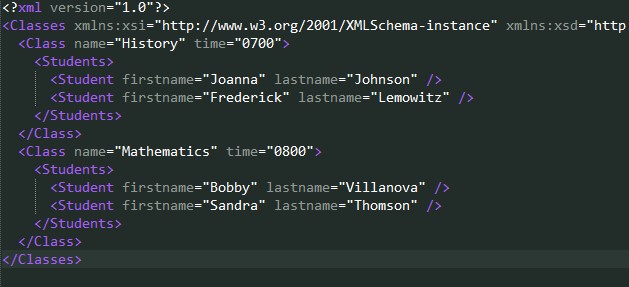 <?xml version="1.0"?>
<Classes xmlns:xsi="http://www.w3.org/2001/XMLSchema-instance" xmlns:xsd="http
<Class name="History" time="0700">
<Students>
<Student firstname="Joanna" lastname="Johnson" />
<Student firstname="Frederick" lastname="Lemowitz" />
</Students>
</Class>
<Class name="Mathematics" time="0800">
<Students>
<Student firstname="Bobby" lastname="Villanova" />
<Student firstname="Sandra" lastname="Thomson" />
</Students>
</Class>
</Classes>